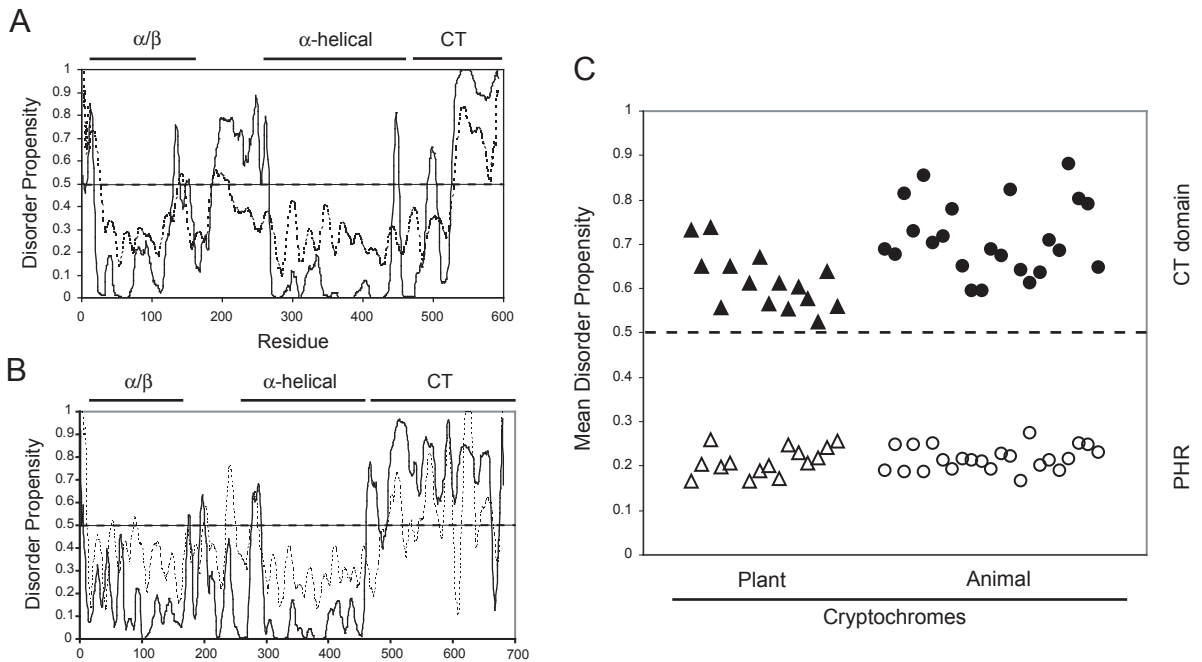 A
α/β
α-helical
CT
Disorder Propensity
1
0.9
0.8
0.7
0.6
0.5
0.4
0.3
0.2
0.1
0
0 100 200 300 400 500 600
Residue
B
α/β
α-helical
CT
Disorder Propensity
1
0.9
0.8
0.7
0.6
0.5
0.4
0.3
0.2
0.1
0
0 100 200 300 400 500 600 700
C
Mean Disorder Propensity
1
0.9
0.8
0.7
0.6
0.5
0.4
0.3
0.2
0.1
0
CT domain
PHR
Plant Animal
Cryptochromes